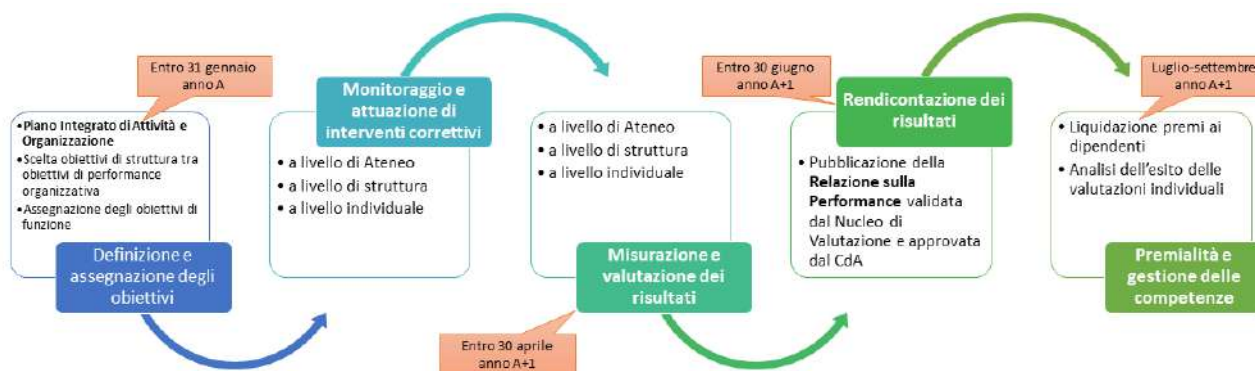 Entro 31 gennaio
anno A
•Piano Integrato di Attività e
Organizzazione
•Scelta obiettivi di struttura tra
obiettivi di performance
organizzativa
•Assegnazione degli obiettivi di
funzione
Definizione e
assegnazione degli
obiettivi
Monitoraggio e
attuazione di
interventi correttivi
• a livello di Ateneo
• a livello di struttura
• a livello individuale
• a livello di Ateneo
• a livello di struttura
• a livello individuale
Misurazione e
valutazione dei
risultati
Entro 30 aprile
anno A+1
Entro 30 giugno
anno A+1
Rendicontazione dei
risultati
• Pubblicazione della
Relazione sulla
Performance validata
dal Nucleo di
Valutazione e approvata
dal CdA
Luglio-settembre
anno A+1
• Liquidazione premi ai
dipendenti
• Analisi dell'esito delle
valutazioni individuali
Premialità e
gestione delle
competenze